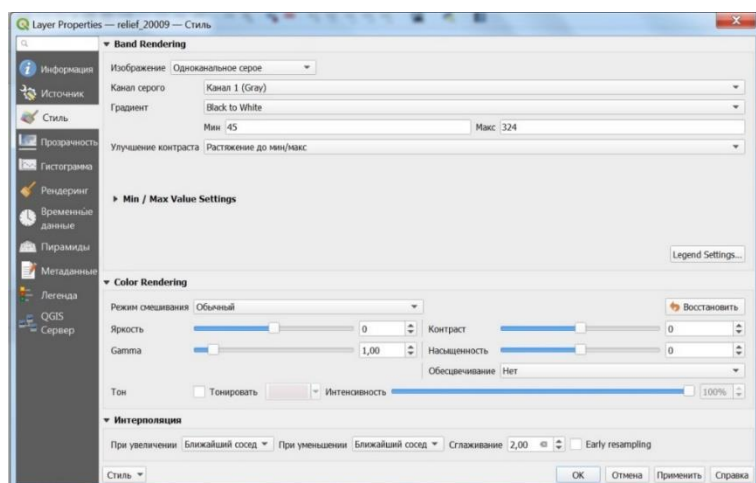 Layer Properties — relief_20009 — Стиль
Информация
Источник
Стиль
Прозрачность
Гистограмма
Рендеринг
Временные
данные
Пирамиды
Метаданные
Легенда
QGIS
Сервер
Band Rendering
Изображение Одноканальное серое
Канал серого Канал 1 (Gray)
Градиент Black to White
Мин 45 Макс 324
Улучшение контраста Растяжение до мин/макс
Min / Max Value Settings
Legend Settings...
Color Rendering
Режим смешивания Обычный Восстановить
Яркость 0 Контраст 0
Gamma 1,00 Насыщенность 0
Обесцвечивание Нет
Тон Тонировать Интенсивность 100%
Интерполяция
При увеличении Ближайший сосед При уменьшении Ближайший сосед Сглаживание 2,00 Early resampling
Стиль OK Отмена Применить Справка